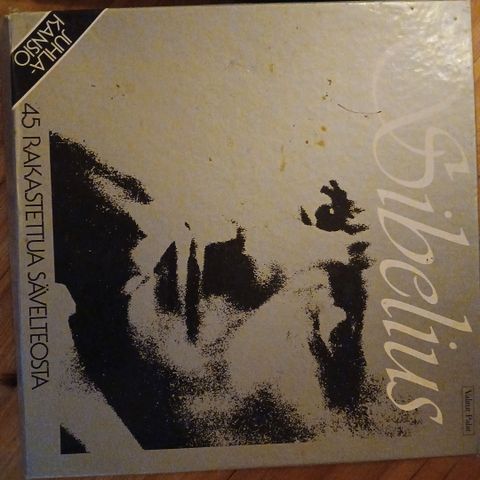 JUHLA-
KANSIO
Sibelius
45 RAKASTETTUA SÄVELTEOSTA
Valitut Palat